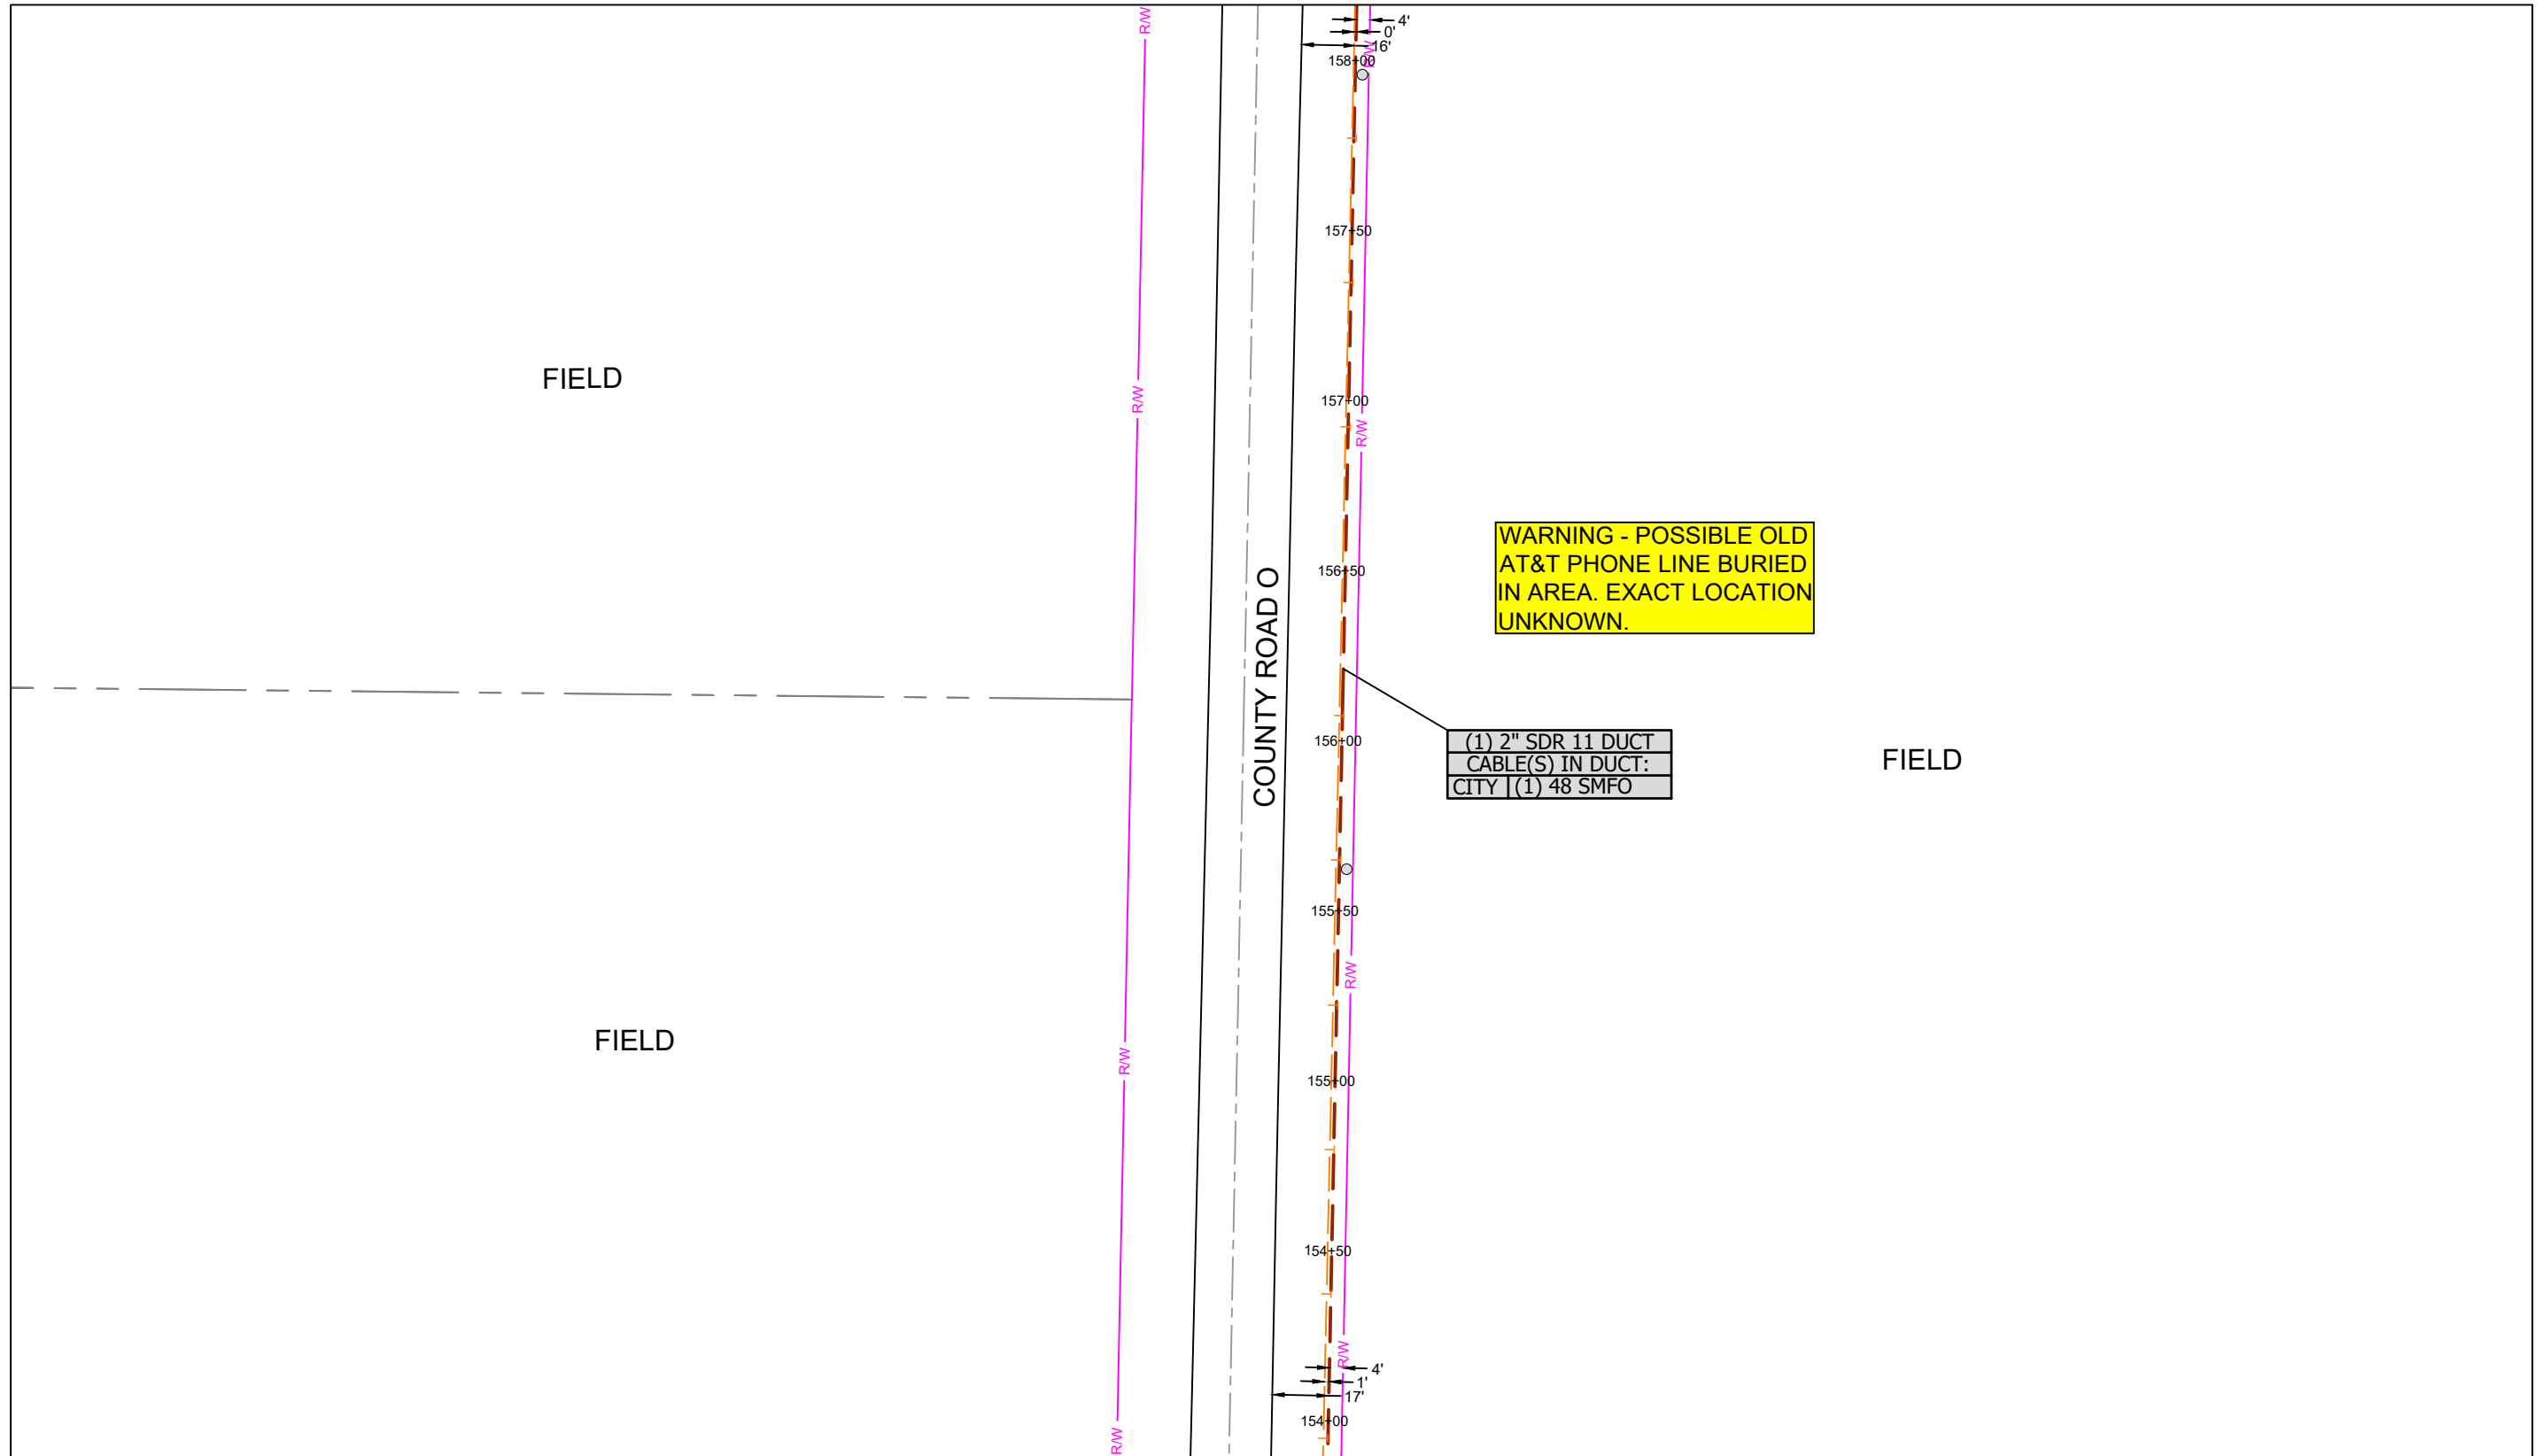 R/W
4'
0'
16'
R/W
158+00
157+50
FIELD
R/W
157+00
R/W
WARNING - POSSIBLE OLD
AT&T PHONE LINE BURIED
IN AREA. EXACT LOCATION
UNKNOWN.
156+50
COUNTY ROAD O
156+00
(1) 2" SDR 11 DUCT
CABLE(S) IN DUCT:
CITY (1) 48 SMFO
FIELD
155+50
R/W
FIELD
R/W
155+00
154+50
R/W
4'
1'
17'
154+00
R/W